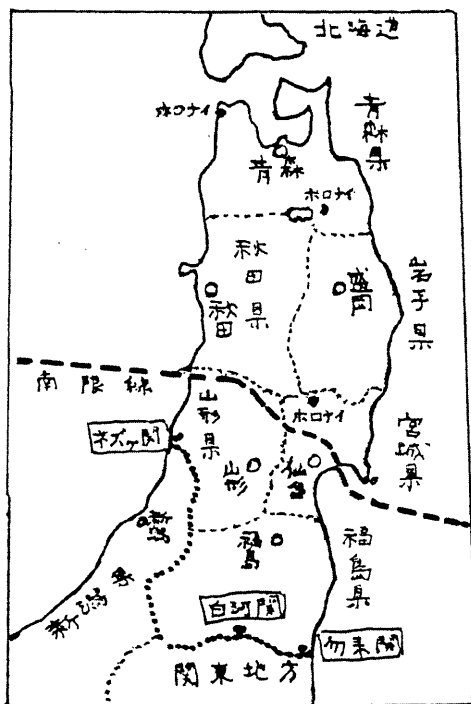 北海道
ホロナイ
青森県
青森
ホロナイ
秋田県
秋田
盛岡
岩手県
南限線
ホロナイ
山形県
ネズヶ関
宮城県
山形
仙台
新潟
福島
福島県
新潟県
白河関
勿来関
関東地方